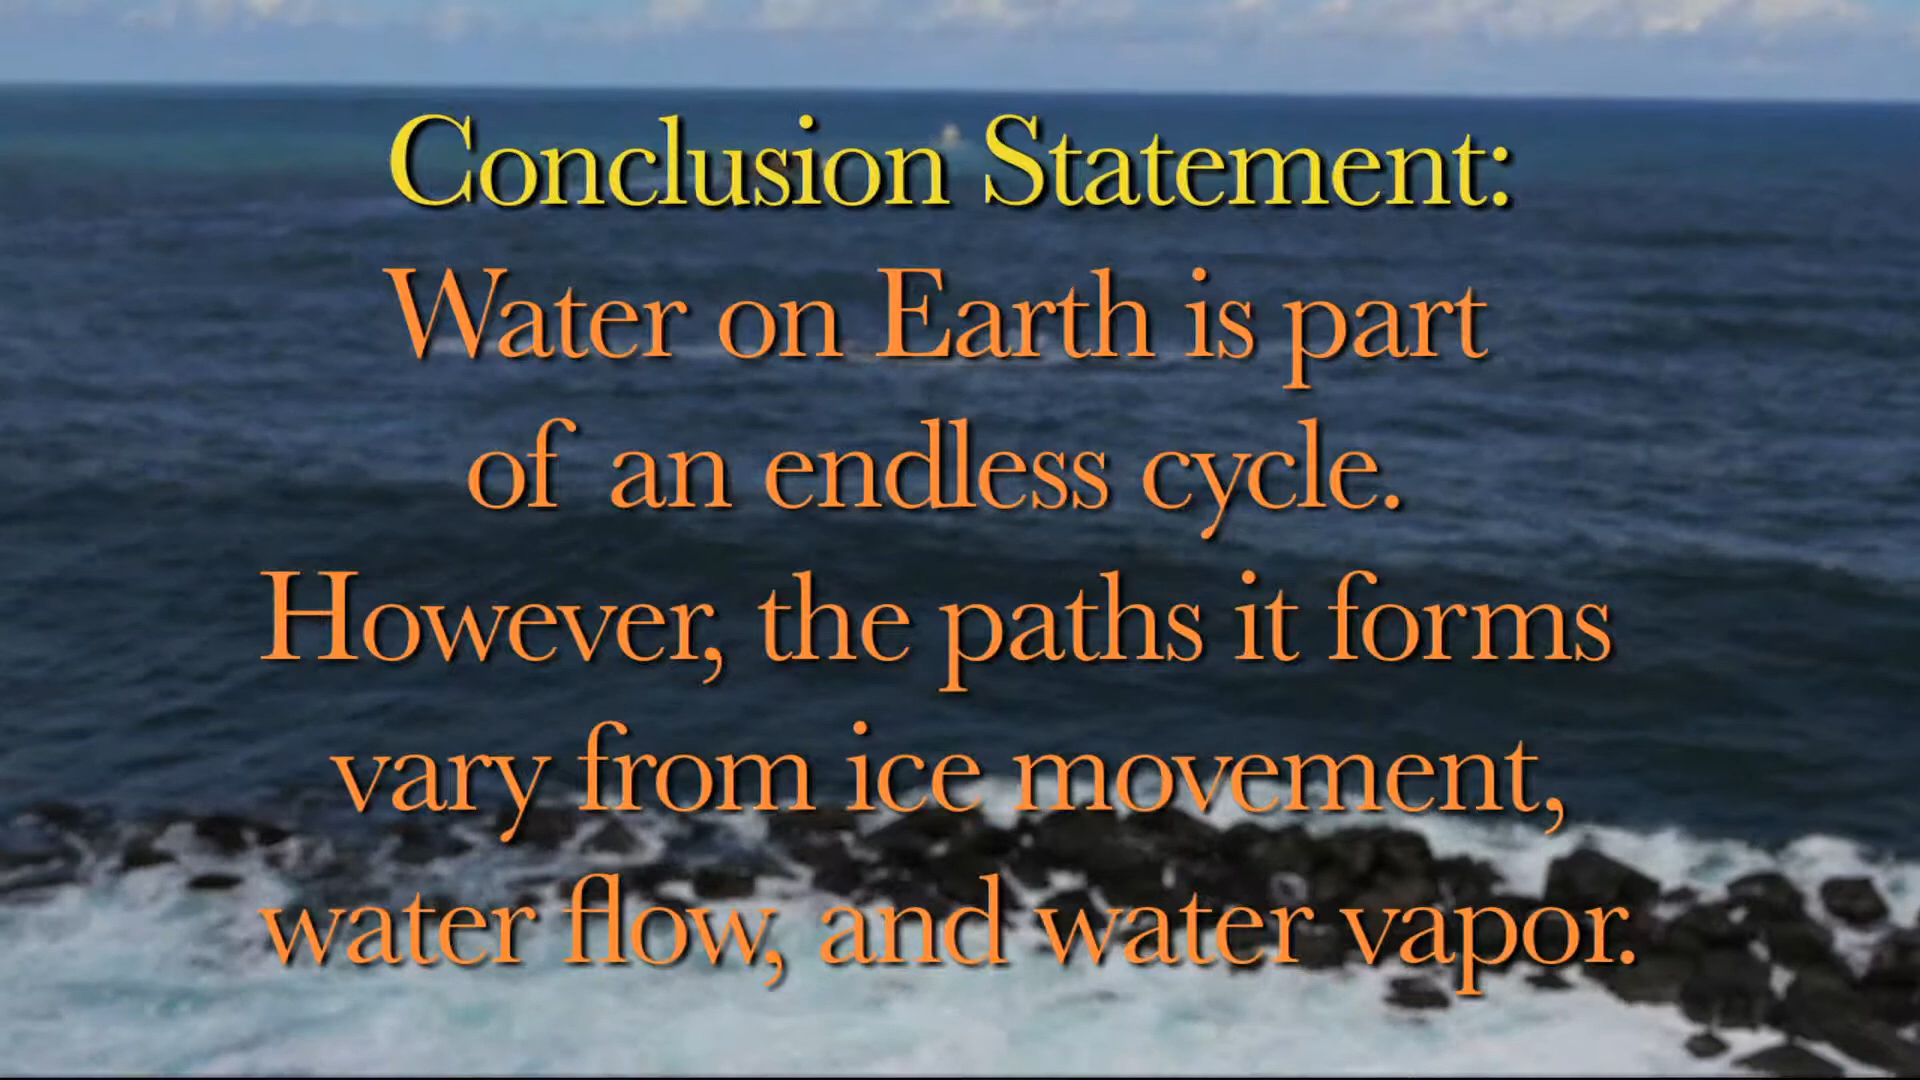 Conclusion Statement:
Water on Earth is part
of an endless cycle.
However, the paths it forms
vary from ice movement,
water flow, and water vapor.